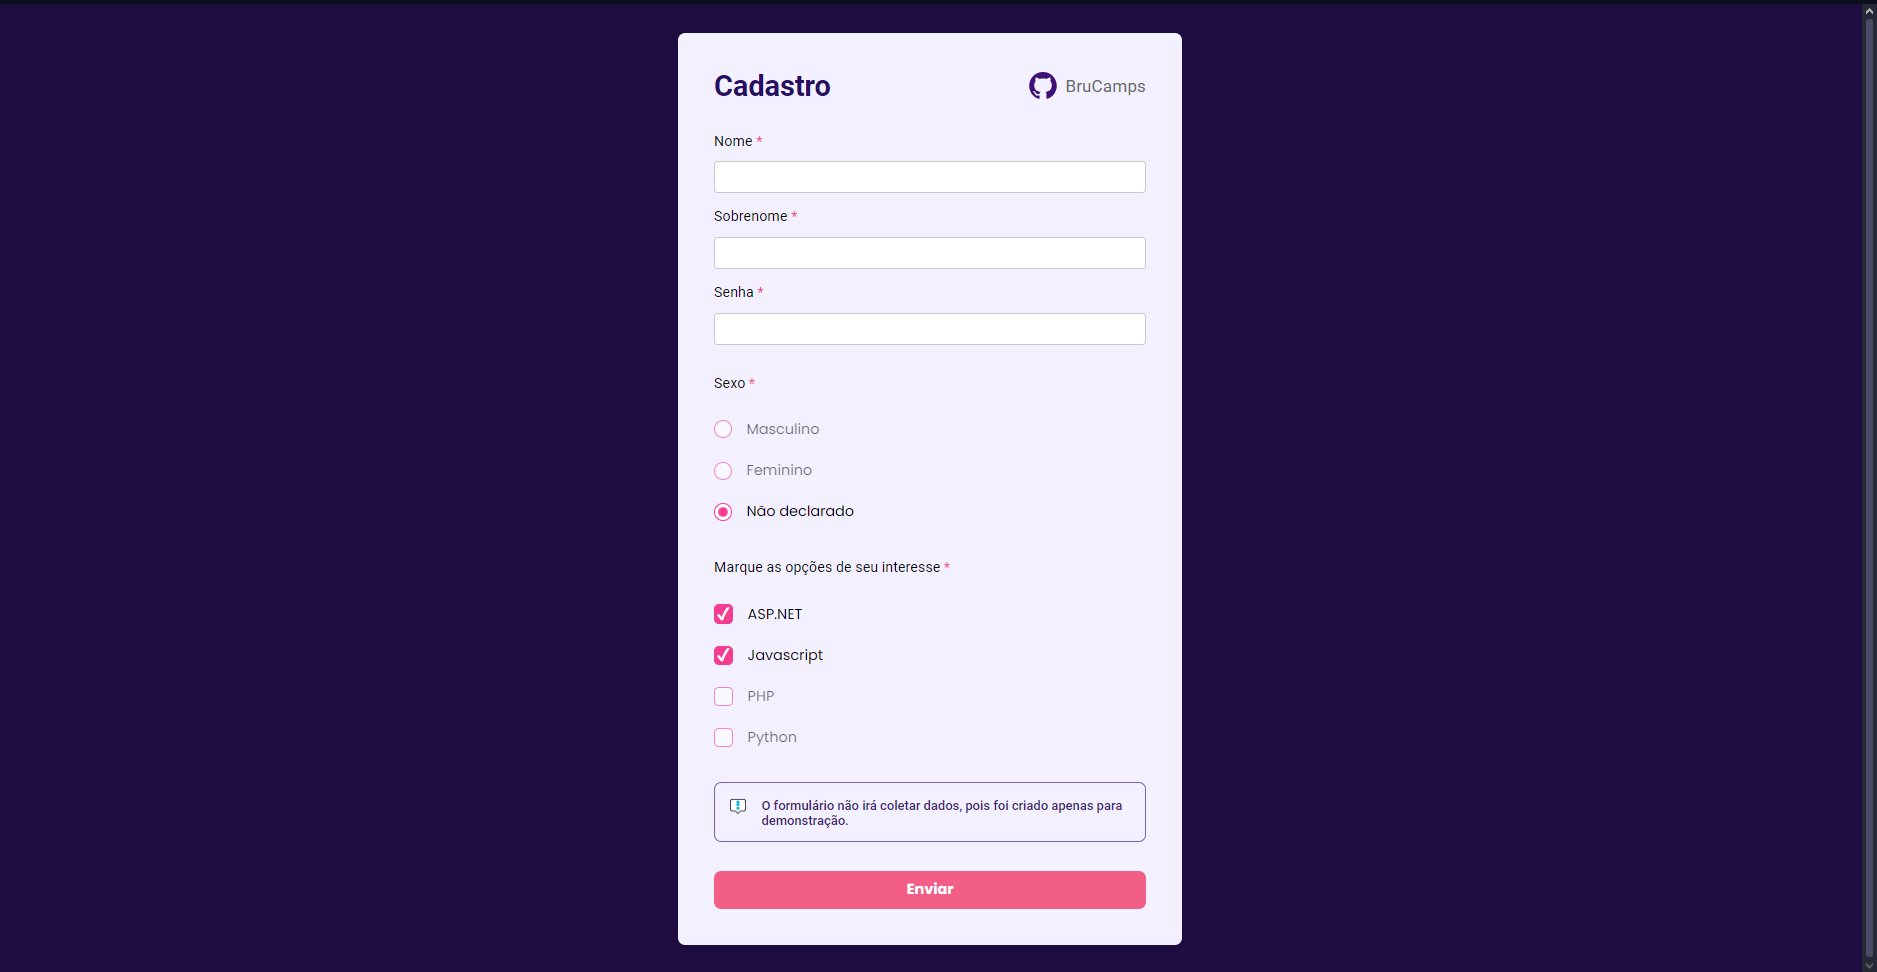 Cadastro
BruCamps
Nome *
Sobrenome *
Senha *
Sexo *
Masculino
Feminino
Não declarado
Marque as opções de seu interesse *
ASP.NET
Javascript
PHP
Python
O formulário não irá coletar dados, pois foi criado apenas para
demonstração.
Enviar